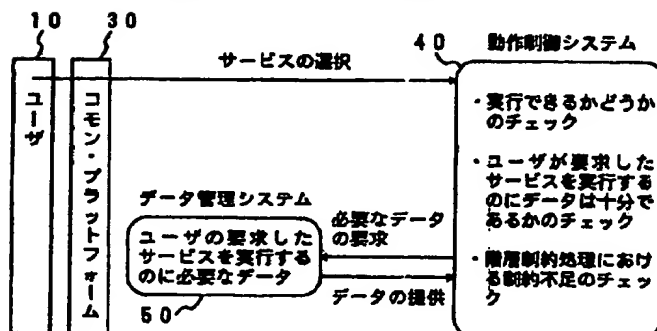 10
30
40
動作制御システム
サービスの選択
ユーザ
コモン・プラットフォーム
・実行できるかどうか
のチェック
・ユーザが要求した
サービスを実行する
のにデータは十分で
あるかのチェック
・階層制約処理におけ
る制約不足のチェッ
ク
データ管理システム
ユーザの要求した
サービスを実行する
のに必要なデータ
必要なデータ
の要求
データの提供
50